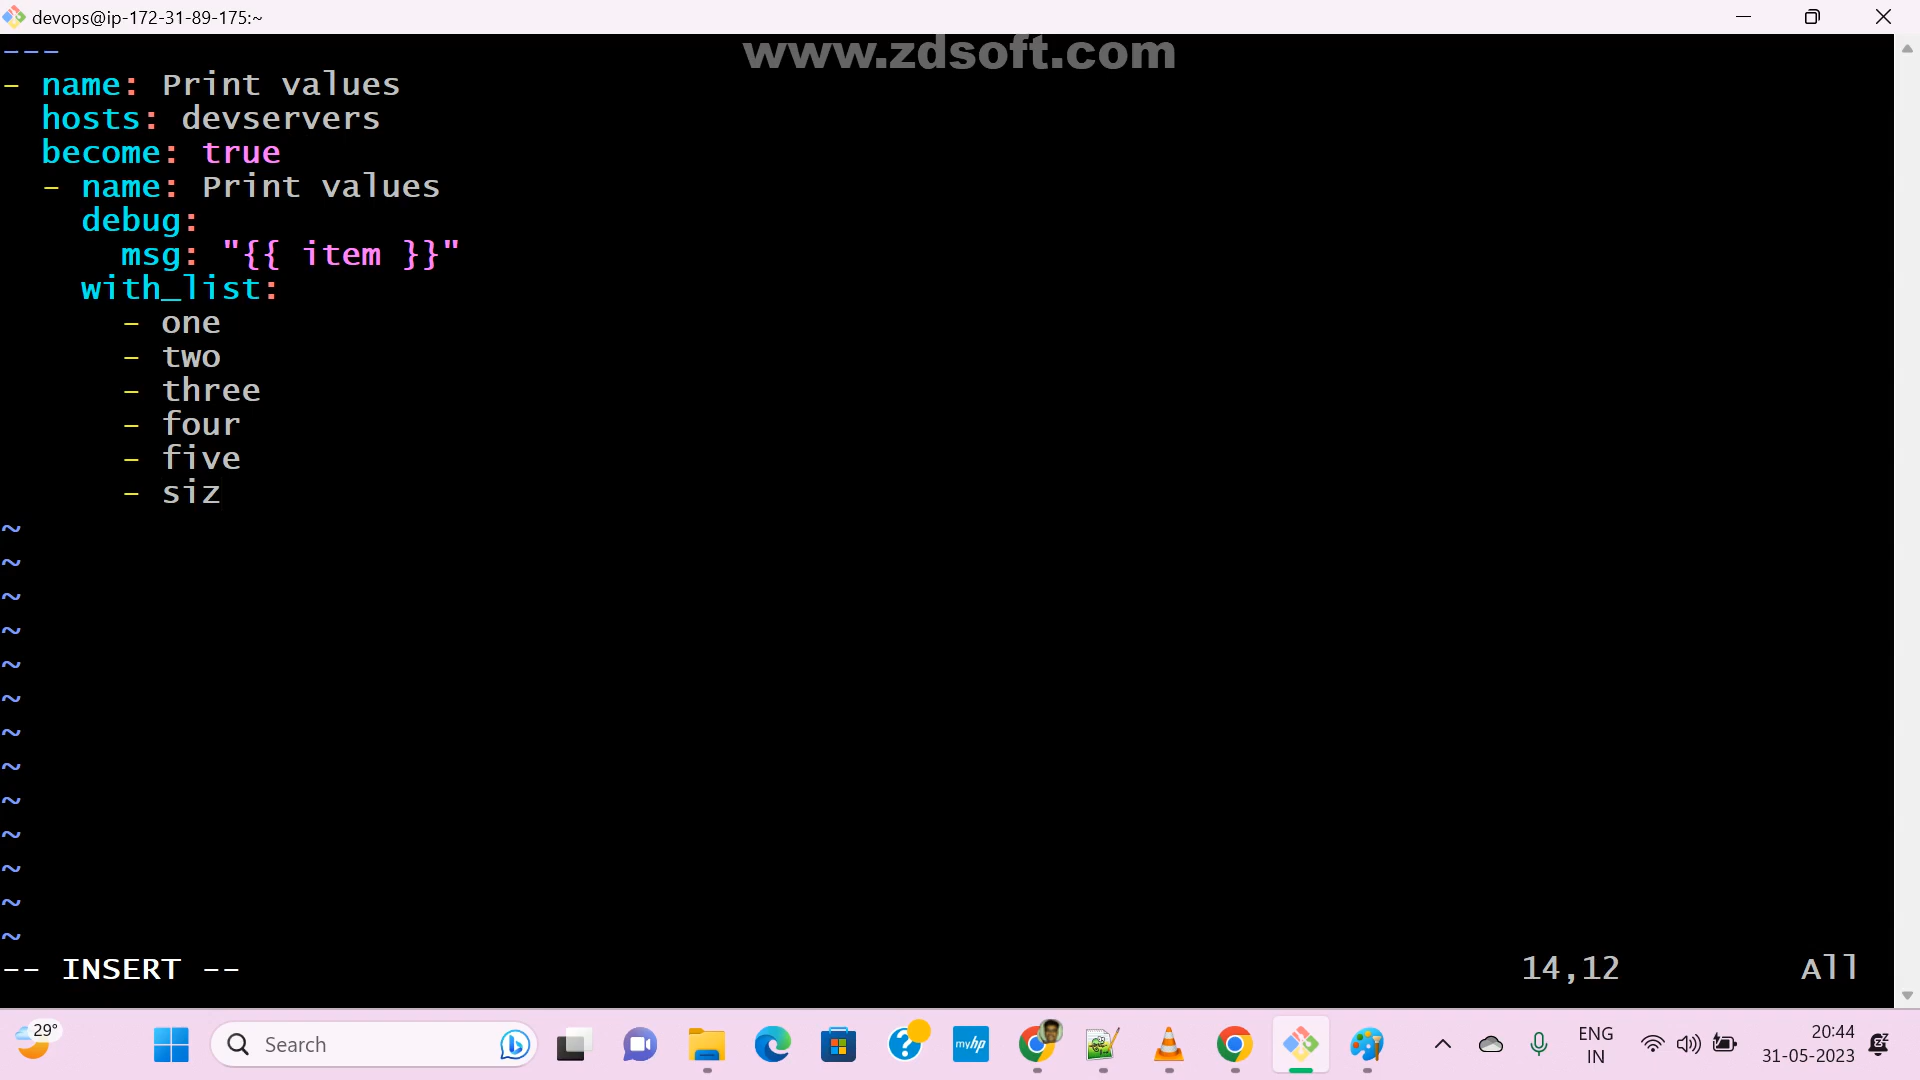 devops@ip-172-31-89-175:~
www.zdsoft.com
---
- name: Print values
  hosts: devservers
  become: true
  - name: Print values
    debug:
      msg: "{{ item }}"
    with_list:
      - one
      - two
      - three
      - four
      - five
      - siz
~
~
~
~
~
~
~
~
~
~
~
~
~
-- INSERT -- 14,12 All
29°
Search
myhp
ENG
IN
20:44
31-05-2023